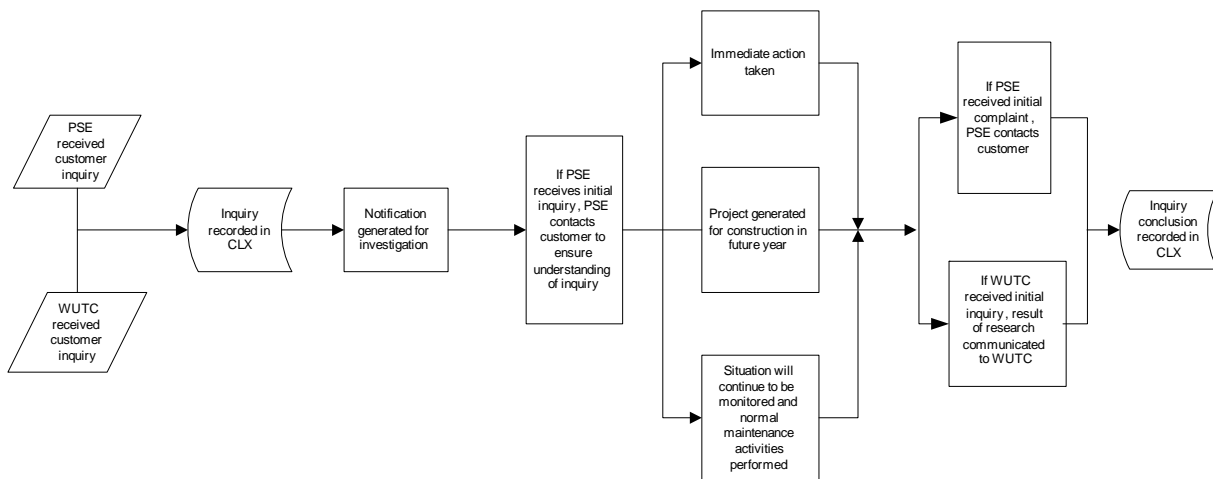 PSE
received
customer
inquiry
WUTC
received
customer
inquiry
Inquiry
recorded in
CLX
Notification
generated for
investigation
If PSE
receives initial
inquiry , PSE
contacts
customer to
ensure
understanding
of inquiry
Immediate action
taken
Project generated
for construction in
future year
Situation will
continue to be
monitored and
normal
maintenance
activities
performed
If PSE
received initial
complaint ,
PSE contacts
customer
If WUTC
received initial
inquiry , result
of research
communicated
to WUTC
Inquiry
conclusion
recorded in
CLX